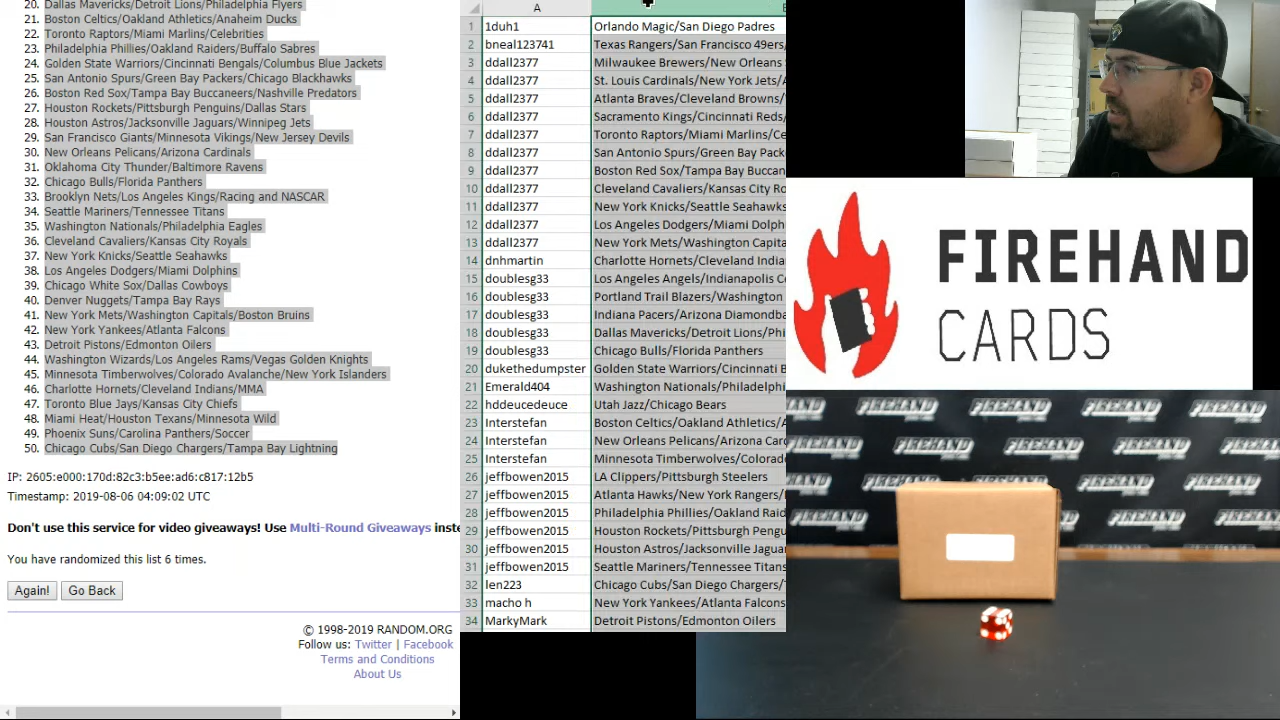 20. Dallas Mavericks/Detroit Lions/Philadelphia Flyers
21. Boston Celtics/Oakland Athletics/Anaheim Ducks
22. Toronto Raptors/Miami Marlins/Celebrities
23. Philadelphia Phillies/Oakland Raiders/Buffalo Sabres
24. Golden State Warriors/Cincinnati Bengals/Columbus Blue Jackets
25. San Antonio Spurs/Green Bay Packers/Chicago Blackhawks
26. Boston Red Sox/Tampa Bay Buccaneers/Nashville Predators
27. Houston Rockets/Pittsburgh Penguins/Dallas Stars
28. Houston Astros/Jacksonville Jaguars/Winnipeg Jets
29. San Francisco Giants/Minnesota Vikings/New Jersey Devils
30. New Orleans Pelicans/Arizona Cardinals
31. Oklahoma City Thunder/Baltimore Ravens
32. Chicago Bulls/Florida Panthers
33. Brooklyn Nets/Los Angeles Kings/Racing and NASCAR
34. Seattle Mariners/Tennessee Titans
35. Washington Nationals/Philadelphia Eagles
36. Cleveland Cavaliers/Kansas City Royals
37. New York Knicks/Seattle Seahawks
38. Los Angeles Dodgers/Miami Dolphins
39. Chicago White Sox/Dallas Cowboys
40. Denver Nuggets/Tampa Bay Rays
41. New York Mets/Washington Capitals/Boston Bruins
42. New York Yankees/Atlanta Falcons
43. Detroit Pistons/Edmonton Oilers
44. Washington Wizards/Los Angeles Rams/Vegas Golden Knights
45. Minnesota Timberwolves/Colorado Avalanche/New York Islanders
46. Charlotte Hornets/Cleveland Indians/MMA
47. Toronto Blue Jays/Kansas City Chiefs
48. Miami Heat/Houston Texans/Minnesota Wild
49. Phoenix Suns/Carolina Panthers/Soccer
50. Chicago Cubs/San Diego Chargers/Tampa Bay Lightning
IP: 2605:e000:170d:82c3:b5ee:ad6:c817:12b5
Timestamp: 2019-08-06 04:09:02 UTC
Don't use this service for video giveaways! Use Multi-Round Giveaways inste
You have randomized this list 6 times.
Again! Go Back
© 1998-2019 RANDOM.ORG
Follow us: Twitter | Facebook
Terms and Conditions
About Us
A
1 1duh1 Orlando Magic/San Diego Padres
2 bneal123741 Texas Rangers/San Francisco 49ers/
3 ddall2377 Milwaukee Brewers/New Orleans
4 ddall2377 St. Louis Cardinals/New York Jets/
5 ddall2377 Atlanta Braves/Cleveland Browns/
6 ddall2377 Sacramento Kings/Cincinnati Reds/
7 ddall2377 Toronto Raptors/Miami Marlins/Ce
8 ddall2377 San Antonio Spurs/Green Bay Pack
9 ddall2377 Boston Red Sox/Tampa Bay Buccan
10 ddall2377 Cleveland Cavaliers/Kansas City Ro
11 ddall2377 New York Knicks/Seattle Seahawks
12 ddall2377 Los Angeles Dodgers/Miami Dolph
13 ddall2377 New York Mets/Washington Capita
14 dnhmartin Charlotte Hornets/Cleveland India
15 doublesg33 Los Angeles Angels/Indianapolis C
16 doublesg33 Portland Trail Blazers/Washington
17 doublesg33 Indiana Pacers/Arizona Diamondba
18 doublesg33 Dallas Mavericks/Detroit Lions/Phi
19 doublesg33 Chicago Bulls/Florida Panthers
20 dukethedumpster Golden State Warriors/Cincinnati B
21 Emerald404 Washington Nationals/Philadelphi
22 hddeucedeuce Utah Jazz/Chicago Bears
23 Interstefan Boston Celtics/Oakland Athletics/A
24 Interstefan New Orleans Pelicans/Arizona Car
25 Interstefan Minnesota Timberwolves/Colorad
26 jeffbowen2015 LA Clippers/Pittsburgh Steelers
27 jeffbowen2015 Atlanta Hawks/New York Rangers/
28 jeffbowen2015 Philadelphia Phillies/Oakland Raid
29 jeffbowen2015 Houston Rockets/Pittsburgh Pengu
30 jeffbowen2015 Houston Astros/Jacksonville Jagua
31 jeffbowen2015 Seattle Mariners/Tennessee Titans
32 len223 Chicago Cubs/San Diego Chargers/
33 macho h New York Yankees/Atlanta Falcons
34 MarkyMark Detroit Pistons/Edmonton Oilers
FIREHAND
CARDS
FIREHAND FIREHAND FIREHAND
FIREHAND FIREHAND